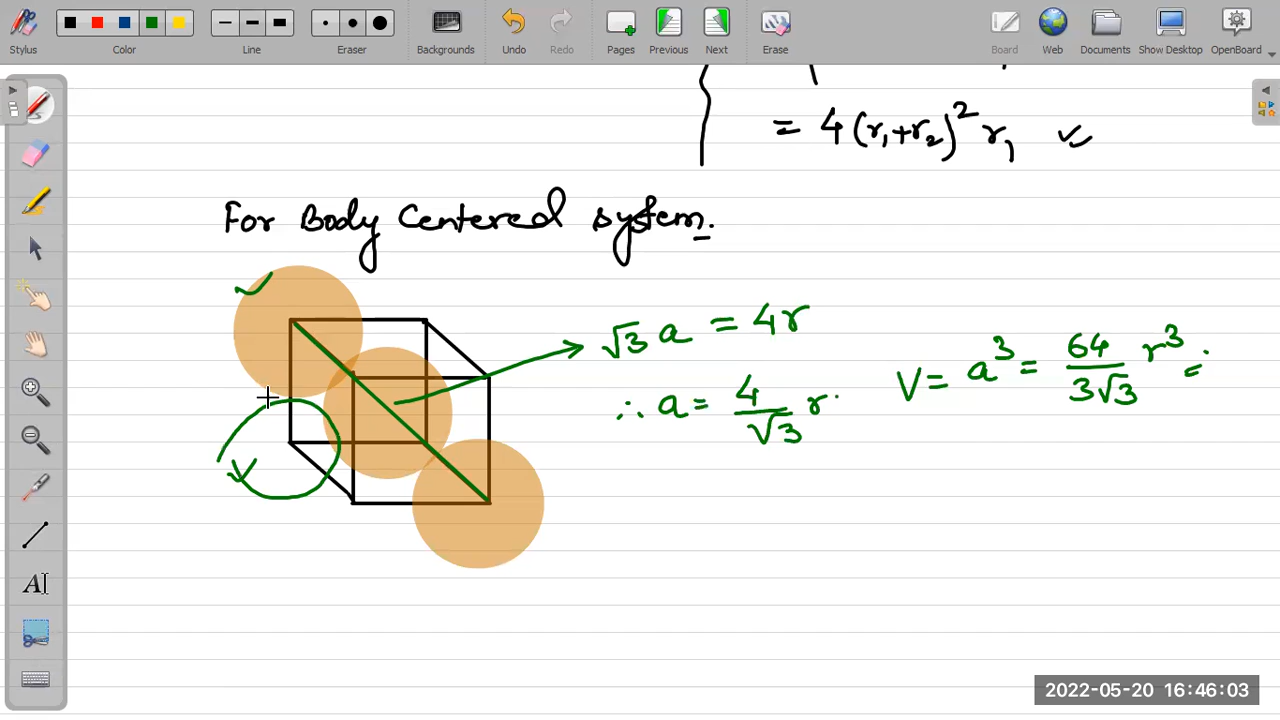 Stylus
Color
Line
Eraser
Backgrounds
Undo
Redo
Pages
Previous
Next
Erase
Board
Web
Documents
Show Desktop
OpenBoard
= 4(r₁+r₂)² r₁ ✓
For Body Centered system.
√3 a = 4r
∴ a = 4/√3 r.
V = a³ = 64/3√3 r³
2022-05-20 16:46:03